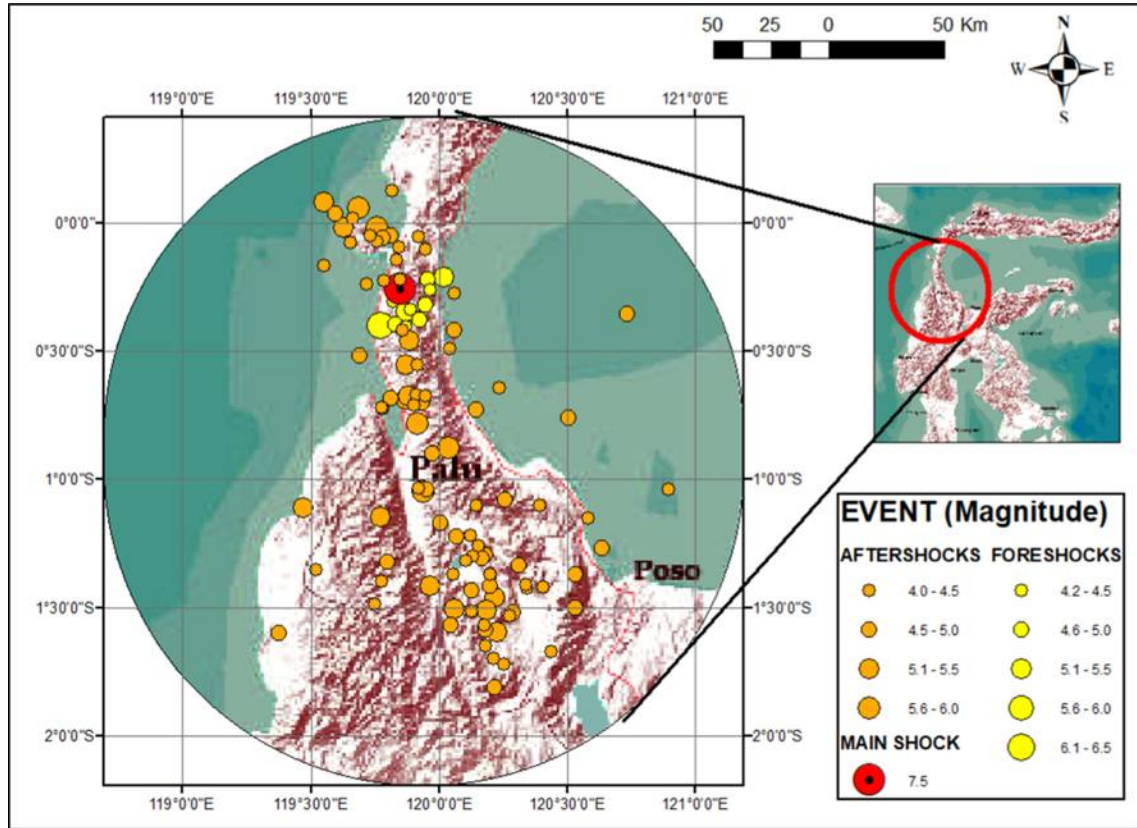 50 25 0 50 Km
N
W E
S
119°0'0"E 119°30'0"E 120°0'0"E 120°30'0"E 121°0'0"E
0°0'0" 0°0'0"
0°30'0"S 0°30'0"S
1°0'0"S 1°0'0"S
Palu
Poso
1°30'0"S 1°30'0"S
2°0'0"S 2°0'0"S
119°0'0"E 119°30'0"E 120°0'0"E 120°30'0"E 121°0'0"E
EVENT (Magnitude)
AFTERSHOCKS FORESHOCKS
4.0 - 4.5 4.2 - 4.5
4.5 - 5.0 4.6 - 5.0
5.1 - 5.5 5.1 - 5.5
5.6 - 6.0 5.6 - 6.0
MAIN SHOCK 6.1 - 6.5
7.5